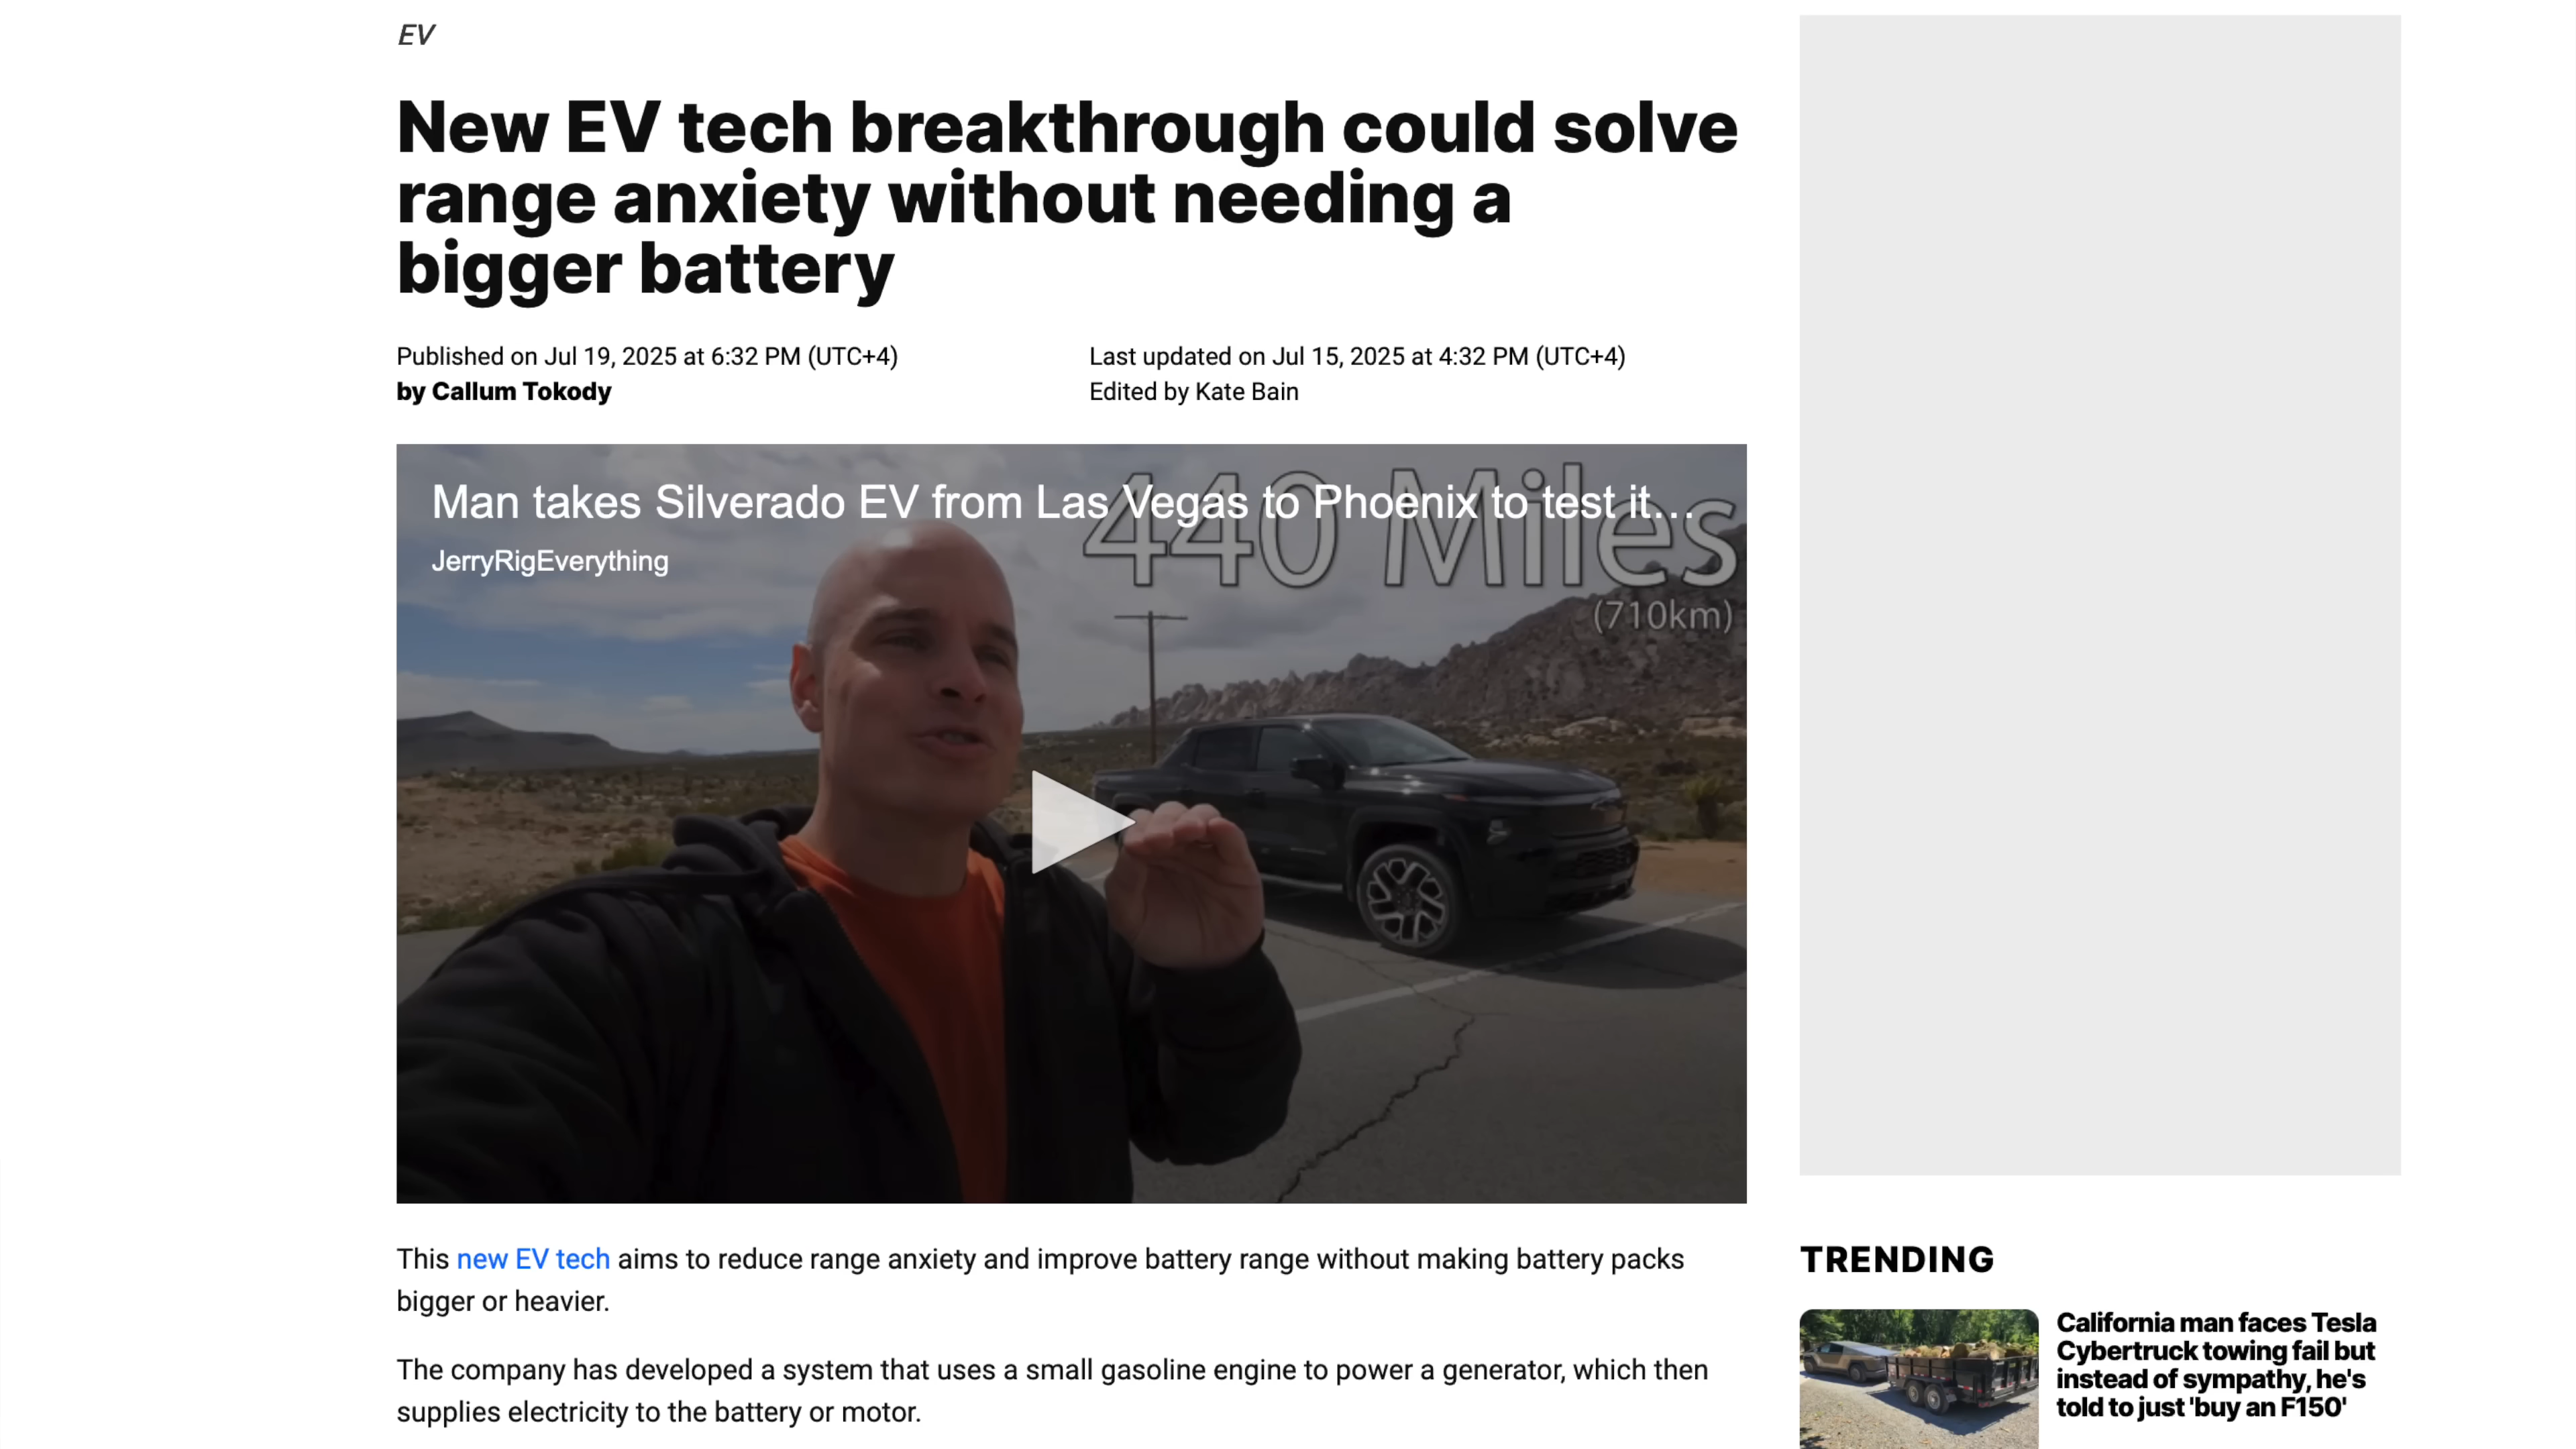 EV
New EV tech breakthrough could solve
range anxiety without needing a
bigger battery
Published on Jul 19, 2025 at 6:32 PM (UTC+4)
by Callum Tokody
Last updated on Jul 15, 2025 at 4:32 PM (UTC+4)
Edited by Kate Bain
Man takes Silverado EV from Las Vegas to Phoenix to test it...
JerryRigEverything
440 Miles
(710km)
This new EV tech aims to reduce range anxiety and improve battery range without making battery packs
bigger or heavier.
The company has developed a system that uses a small gasoline engine to power a generator, which then
supplies electricity to the battery or motor.
TRENDING
California man faces Tesla
Cybertruck towing fail but
instead of sympathy, he's
told to just 'buy an F150'